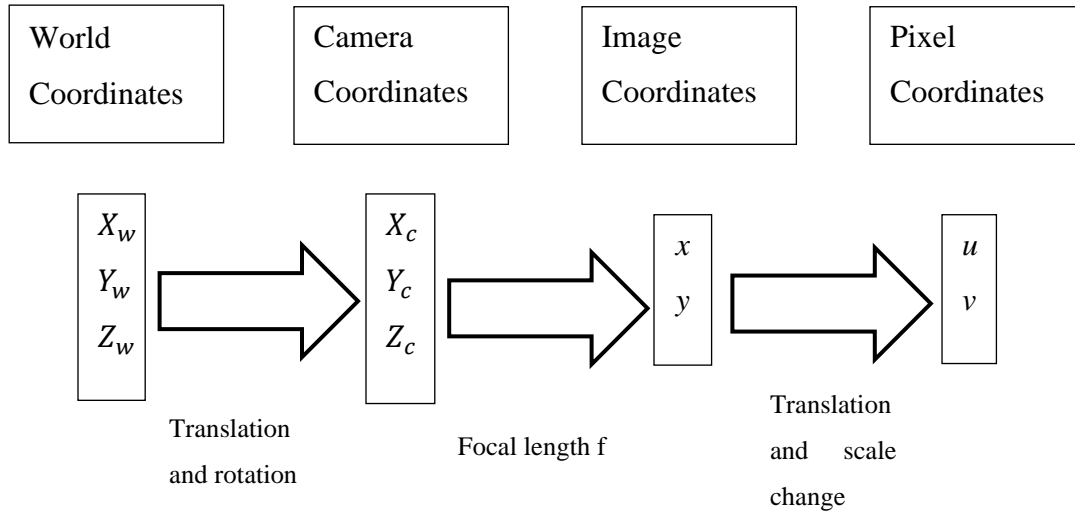 World
Coordinates
Camera
Coordinates
Image
Coordinates
Pixel
Coordinates
X_w
Y_w
Z_w
X_c
Y_c
Z_c
x
y
u
v
Translation
and rotation
Focal length f
Translation
and scale
change